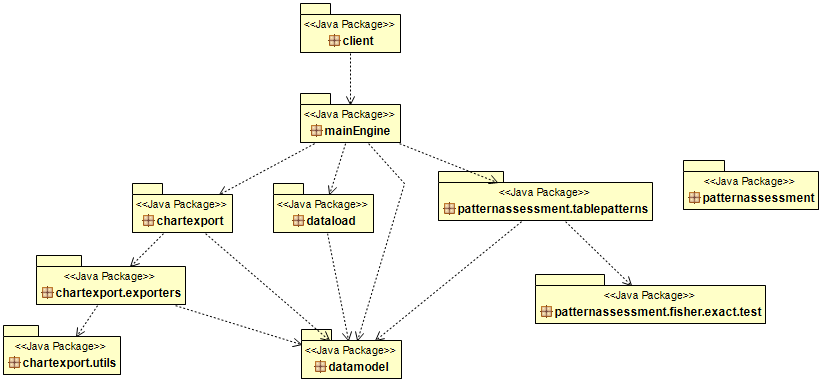 <<Java Package>>
client
<<Java Package>>
mainEngine
<<Java Package>>
patternassessment
<<Java Package>>
chartexport
<<Java Package>>
dataload
<<Java Package>>
patternassessment.tablepatterns
<<Java Package>>
chartexport.exporters
<<Java Package>>
patternassessment.fisher.exact.test
<<Java Package>>
chartexport.utils
<<Java Package>>
datamodel